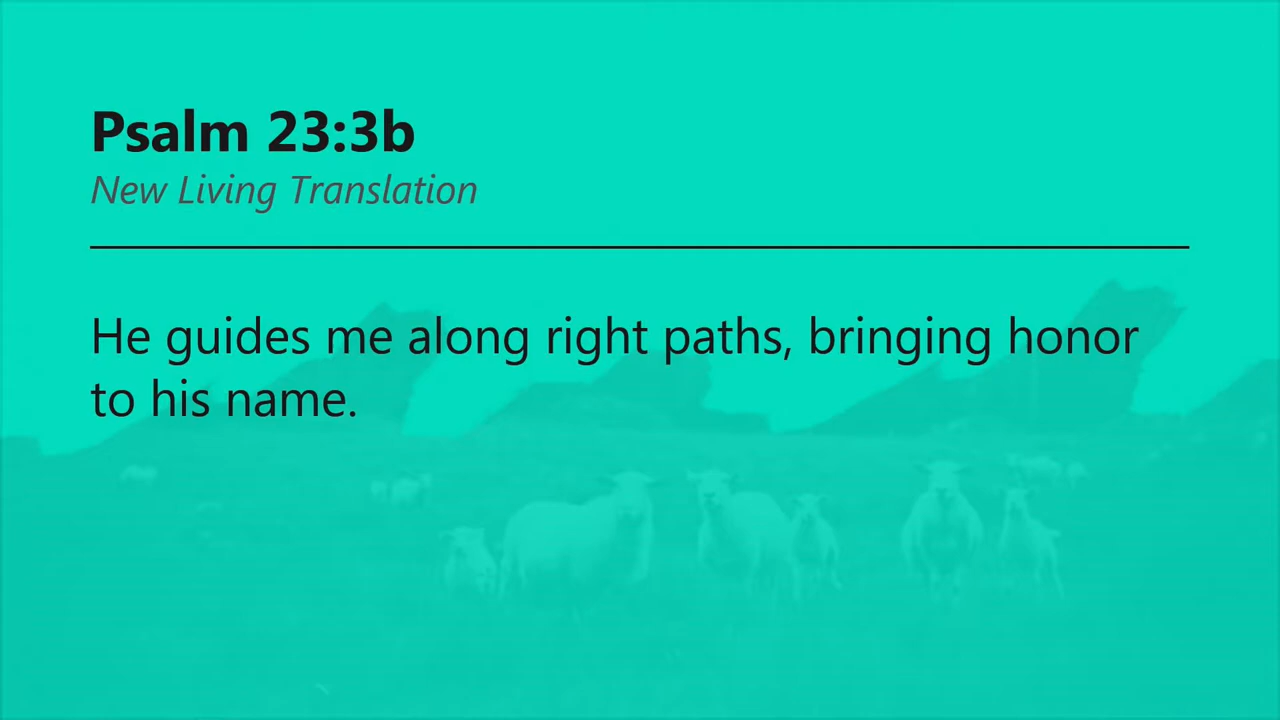 Psalm 23:3b
New Living Translation
He guides me along right paths, bringing honor
to his name.